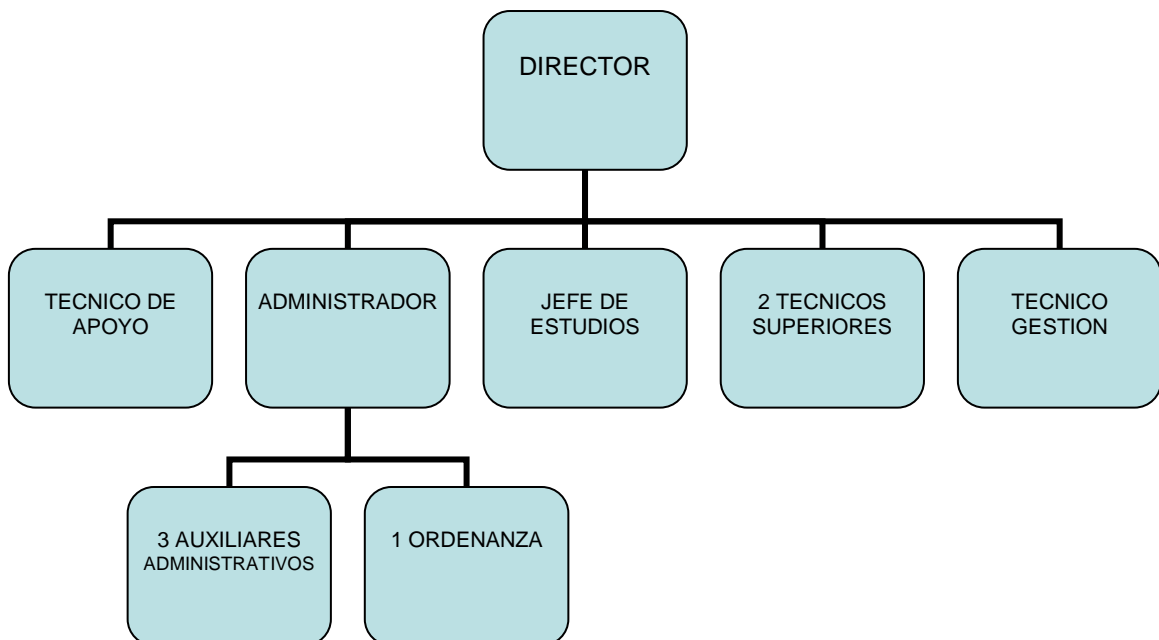 DIRECTOR
TECNICO DE
APOYO
ADMINISTRADOR
JEFE DE
ESTUDIOS
2 TECNICOS
SUPERIORES
TECNICO
GESTION
3 AUXILIARES
ADMINISTRATIVOS
1 ORDENANZA